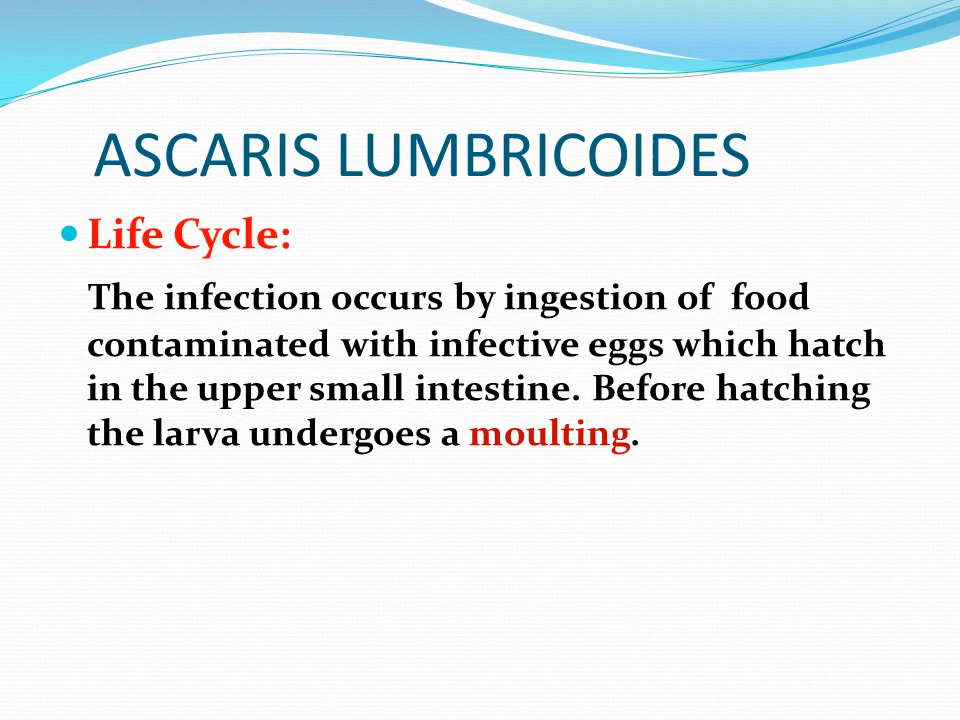 ASCARIS LUMBRICOIDES
• Life Cycle:
The infection occurs by ingestion of food
contaminated with infective eggs which hatch
in the upper small intestine. Before hatching
the larva undergoes a moulting.